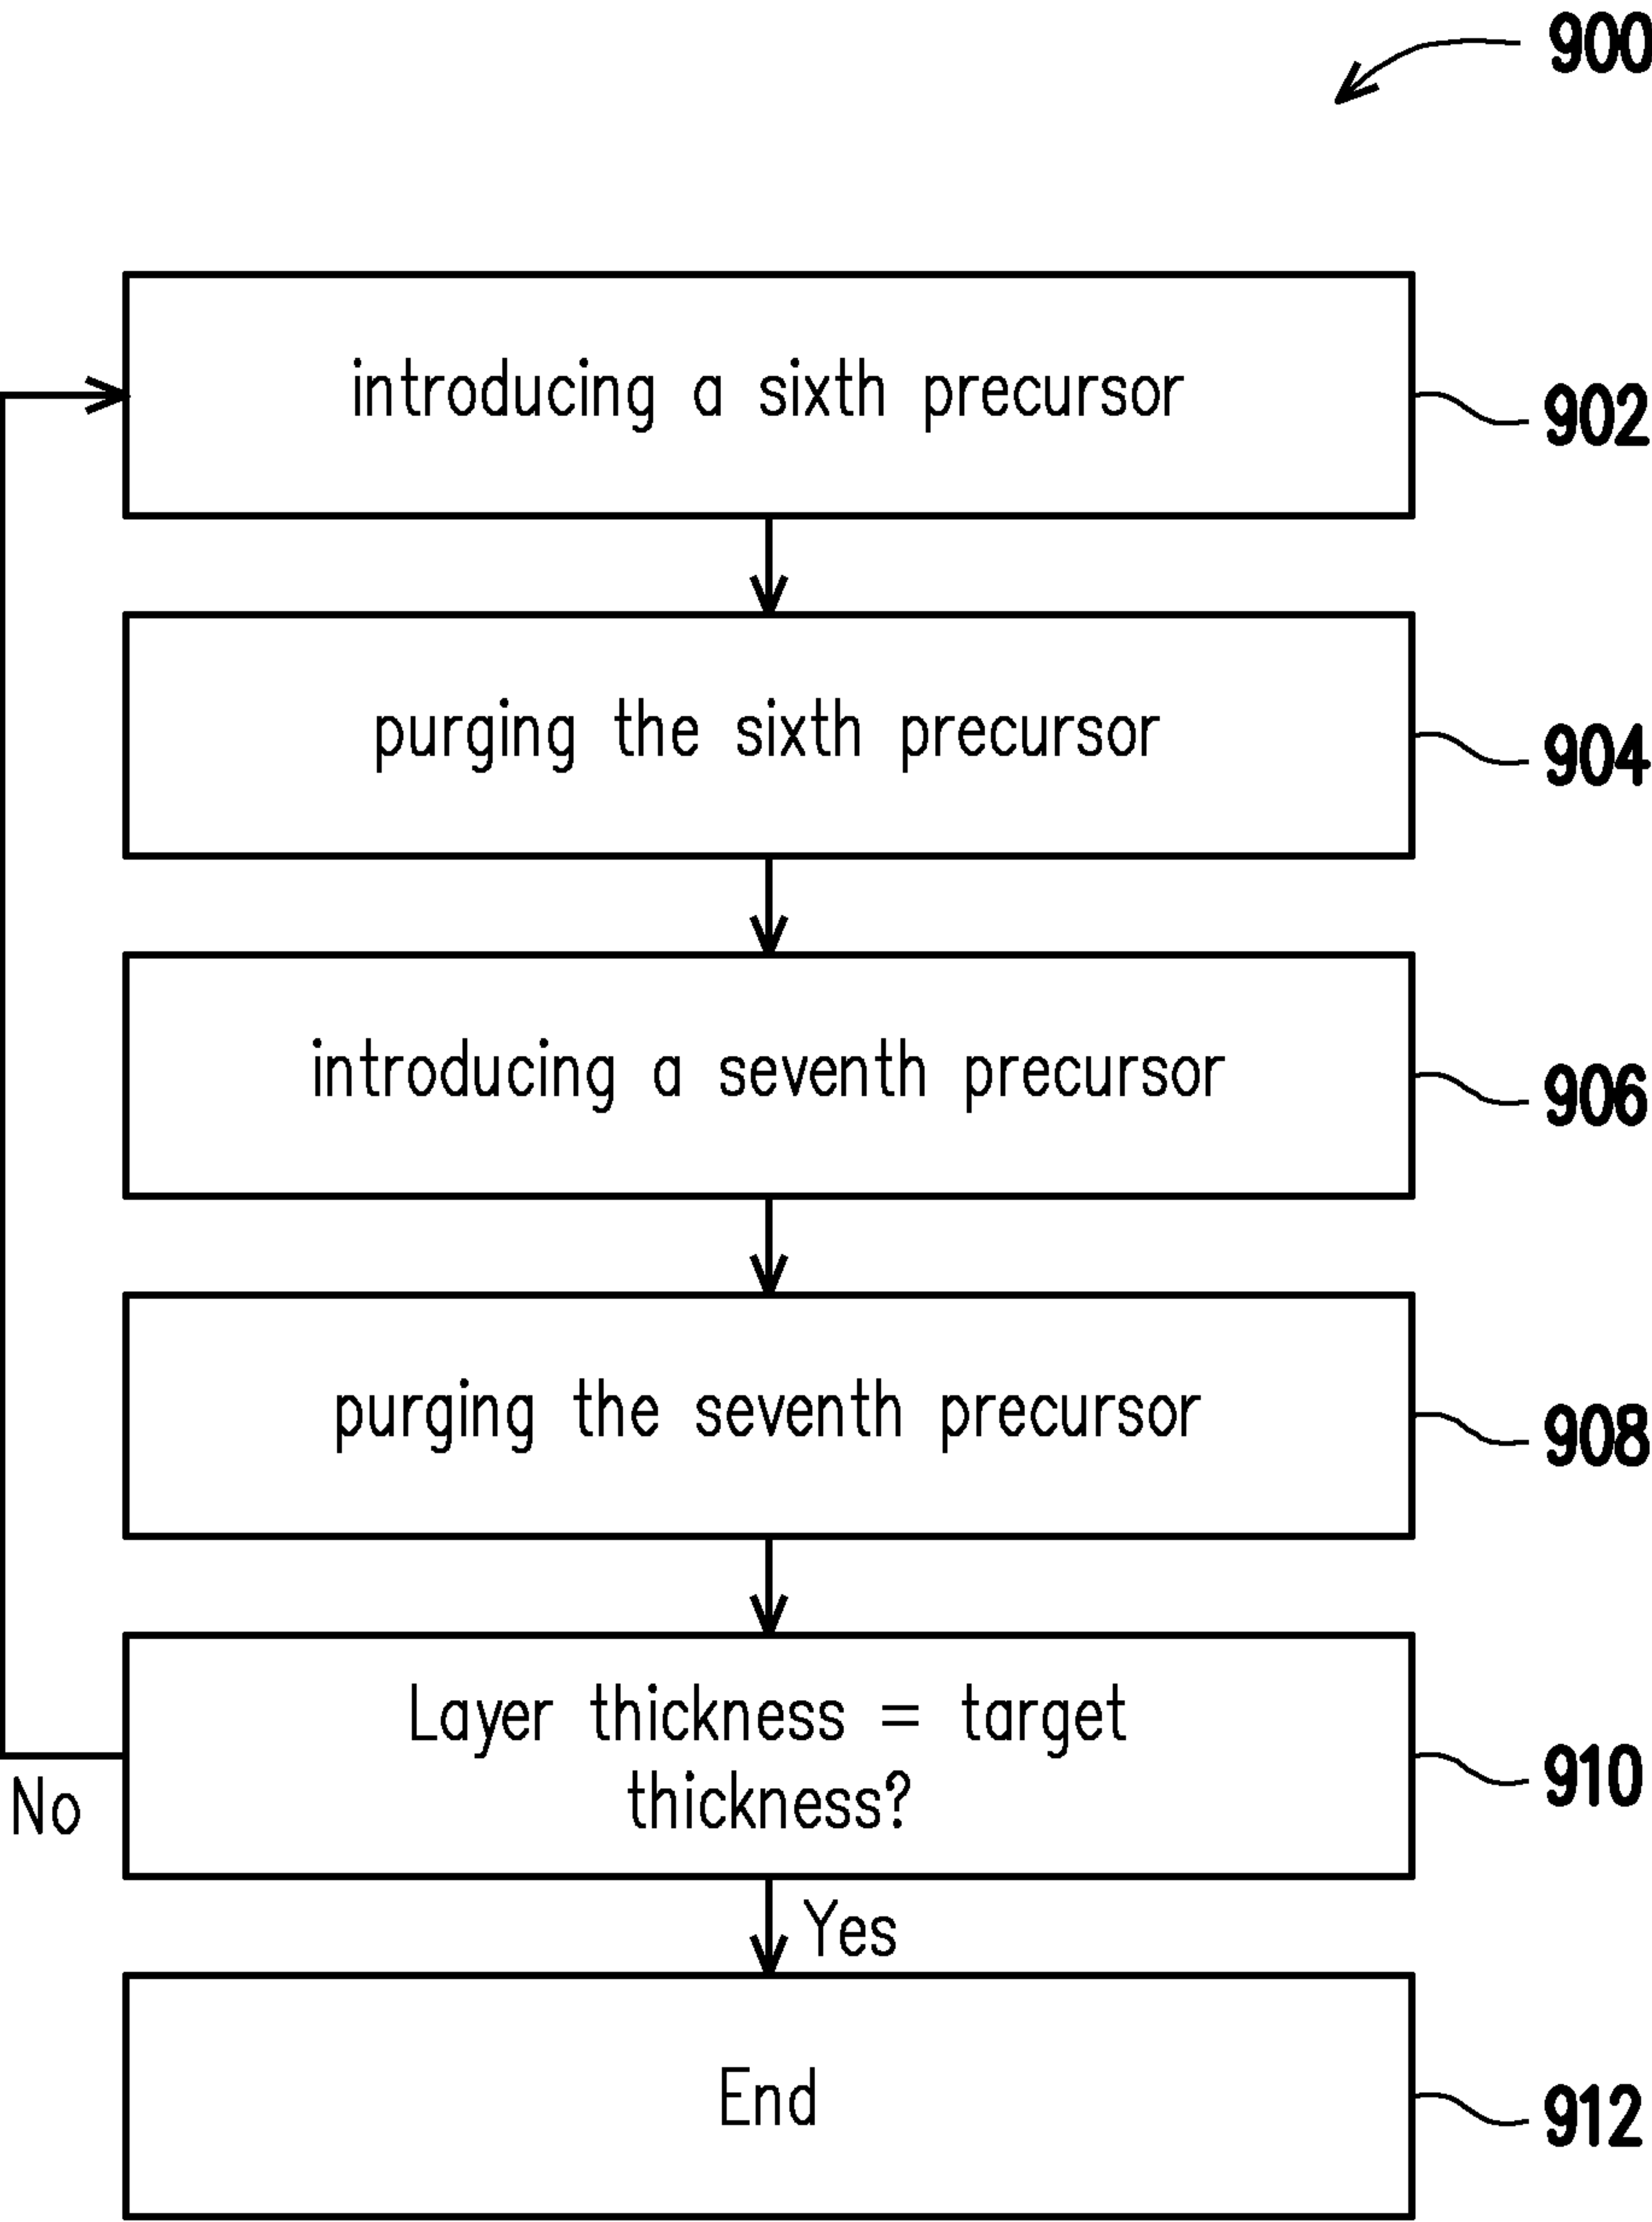 900
introducing a sixth precursor
902
purging the sixth precursor
904
introducing a seventh precursor
906
purging the seventh precursor
908
Layer thickness = target
thickness?
910
No
Yes
End
912